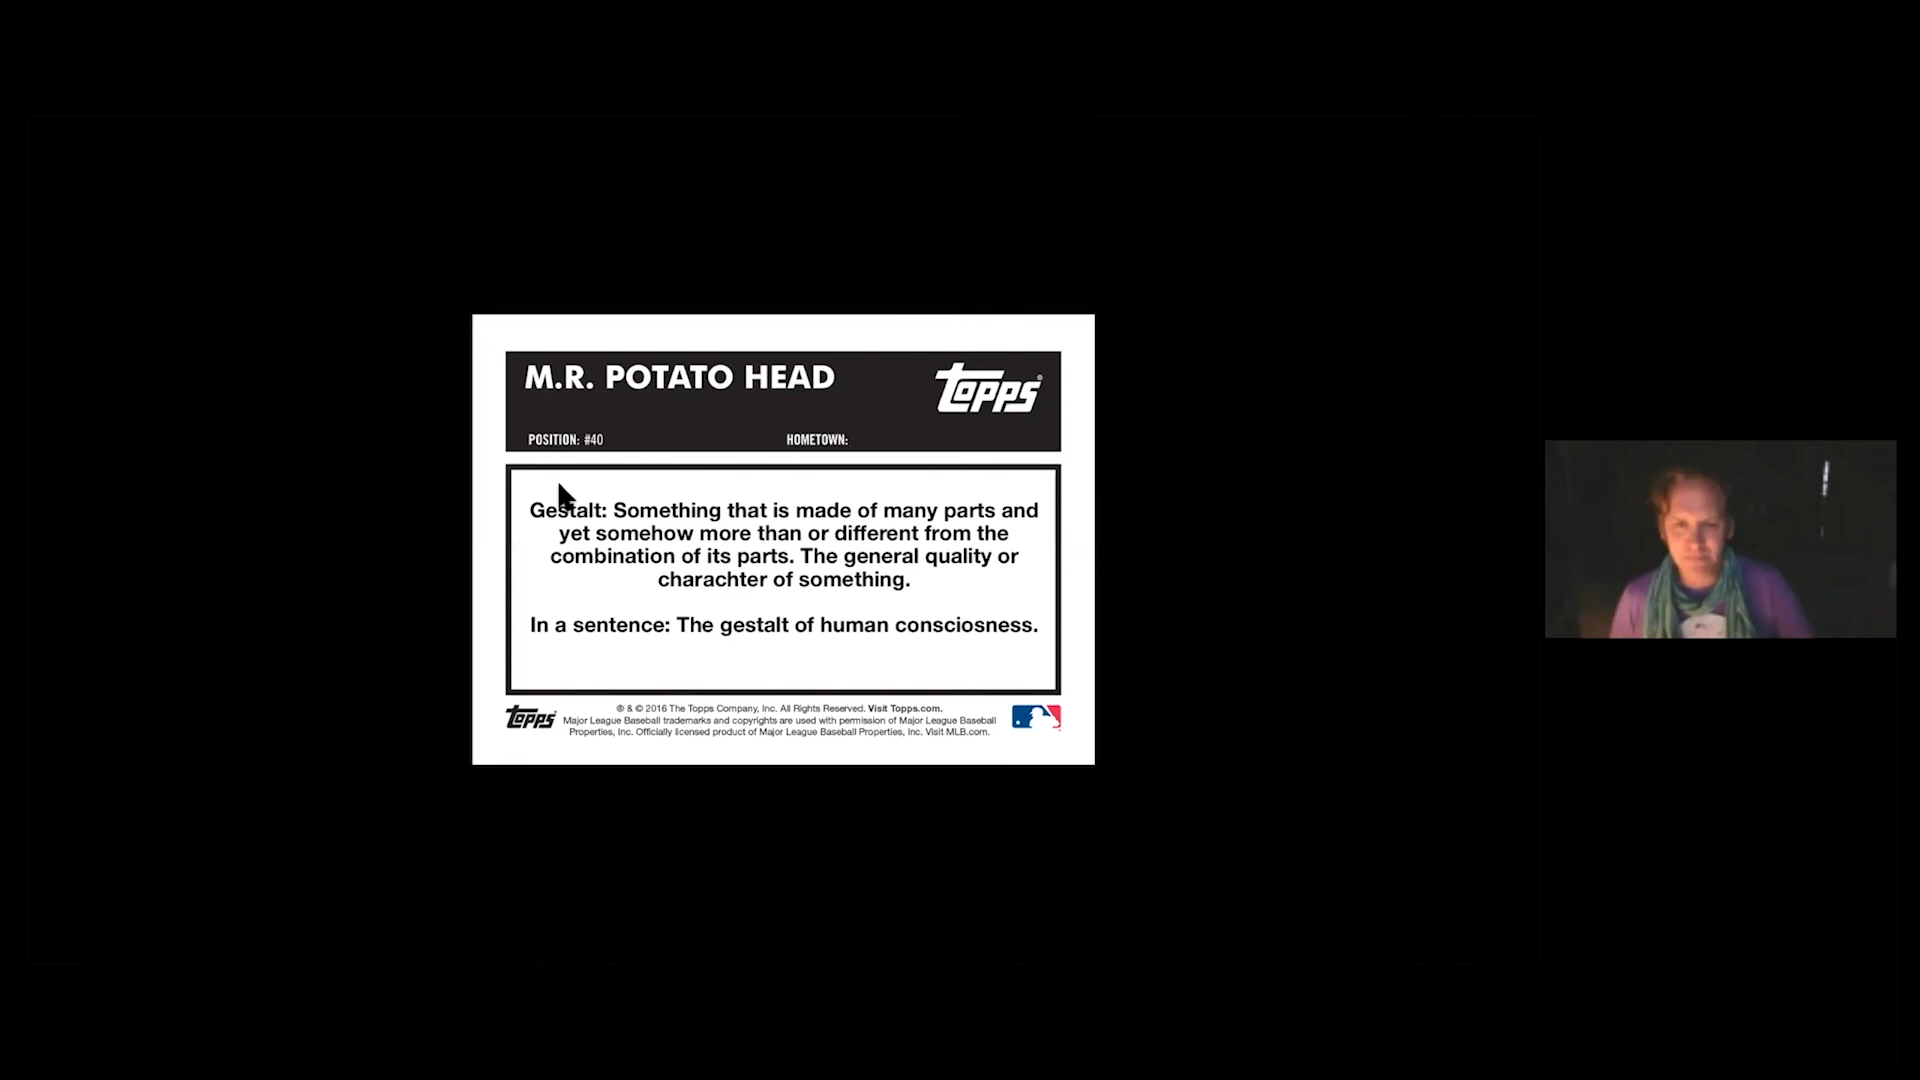 M.R. POTATO HEAD
Topps®
POSITION: #40
HOMETOWN:
Gestalt: Something that is made of many parts and
yet somehow more than or different from the
combination of its parts. The general quality or
charachter of something.
In a sentence: The gestalt of human consciosness.
Topps
® & © 2016 The Topps Company, Inc. All Rights Reserved. Visit Topps.com.
Major League Baseball trademarks and copyrights are used with permission of Major League Baseball
Properties, Inc. Officially licensed product of Major League Baseball Properties, Inc. Visit MLB.com.